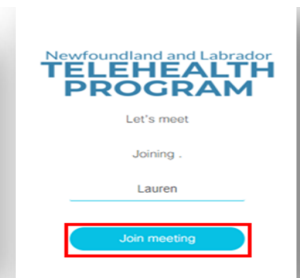 Newfoundland and Labrador
TELEHEALTH
PROGRAM
Let's meet
Joining .
Lauren
Join meeting